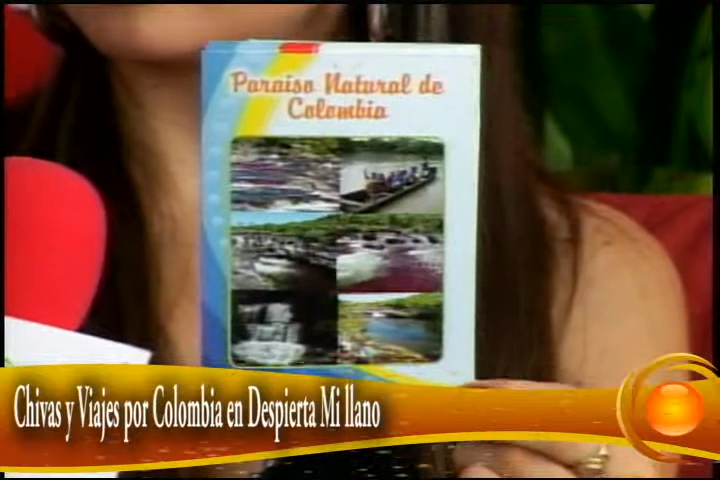 Paraiso Natural de
Colombia
Chivas y Viajes por Colombia en Despierta Mi llano